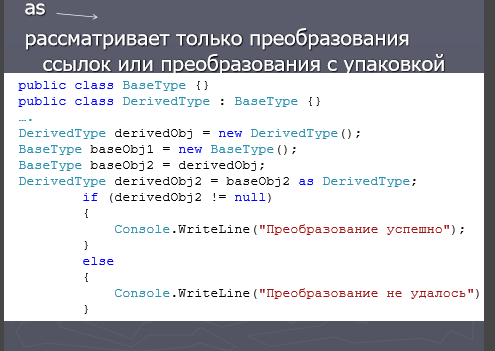 as
рассматривает только преобразования
ссылок или преобразования с упаковкой
public class BaseType {}
public class DerivedType : BaseType {}
….
DerivedType derivedObj = new DerivedType();
BaseType baseObj1 = new BaseType();
BaseType baseObj2 = derivedObj;
DerivedType derivedObj2 = baseObj2 as DerivedType;
if (derivedObj2 != null)
{
Console.WriteLine("Преобразование успешно");
}
else
{
Console.WriteLine("Преобразование не удалось")
}